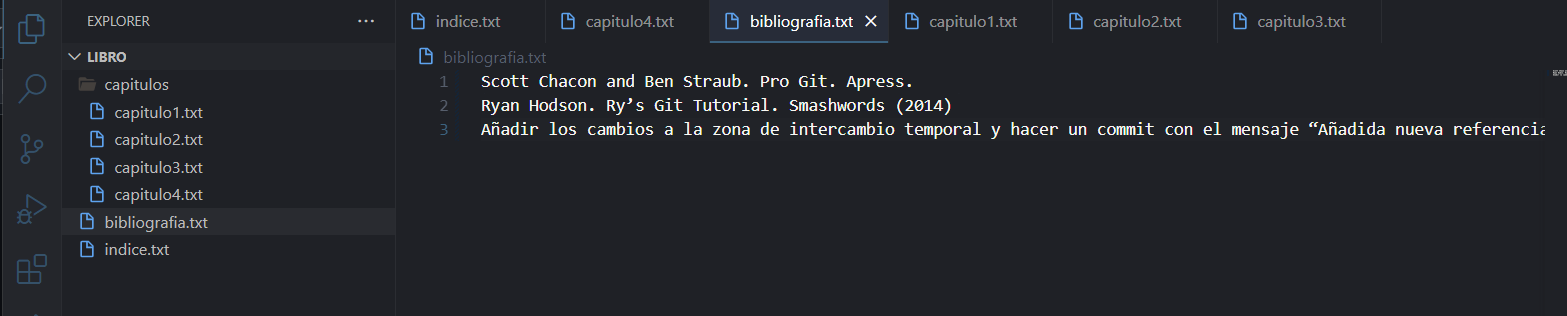 EXPLORER
LIBRO
capitulos
capitulo1.txt
capitulo2.txt
capitulo3.txt
capitulo4.txt
bibliografia.txt
indice.txt
indice.txt
capitulo4.txt
bibliografia.txt
capitulo1.txt
capitulo2.txt
capitulo3.txt
bibliografia.txt
1 Scott Chacon and Ben Straub. Pro Git. Apress.
2 Ryan Hodson. Ry’s Git Tutorial. Smashwords (2014)
3 Añadir los cambios a la zona de intercambio temporal y hacer un commit con el mensaje “Añadida nueva referencia